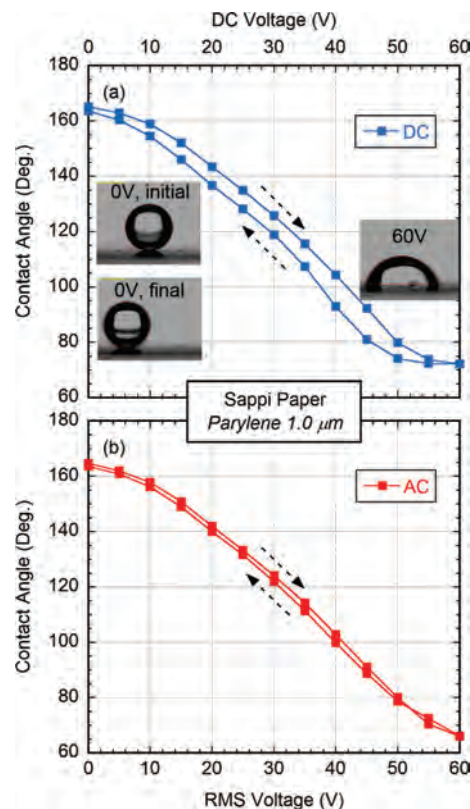 DC Voltage (V)
0 10 20 30 40 50 60
180
160
140
120
100
80
60
Contact Angle (Deg.)
(a)
DC
0V, initial
60V
0V, final
Sappi Paper
Parylene 1.0 μm
180
160
140
120
100
80
60
Contact Angle (Deg.)
(b)
AC
0 10 20 30 40 50 60
RMS Voltage (V)